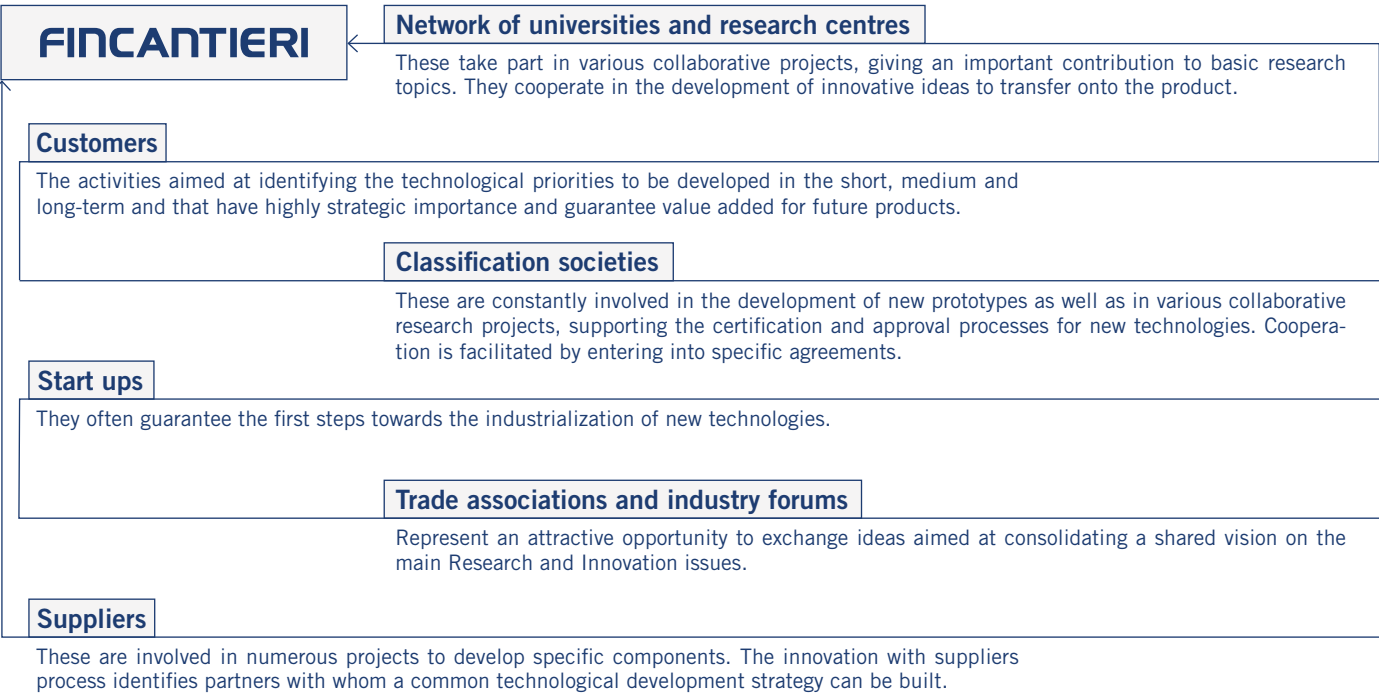 FINCANTIERI
Network of universities and research centres
These take part in various collaborative projects, giving an important contribution to basic research
topics. They cooperate in the development of innovative ideas to transfer onto the product.
Customers
The activities aimed at identifying the technological priorities to be developed in the short, medium and
long-term and that have highly strategic importance and guarantee value added for future products.
Classification societies
These are constantly involved in the development of new prototypes as well as in various collaborative
research projects, supporting the certification and approval processes for new technologies. Coopera-
tion is facilitated by entering into specific agreements.
Start ups
They often guarantee the first steps towards the industrialization of new technologies.
Trade associations and industry forums
Represent an attractive opportunity to exchange ideas aimed at consolidating a shared vision on the
main Research and Innovation issues.
Suppliers
These are involved in numerous projects to develop specific components. The innovation with suppliers
process identifies partners with whom a common technological development strategy can be built.